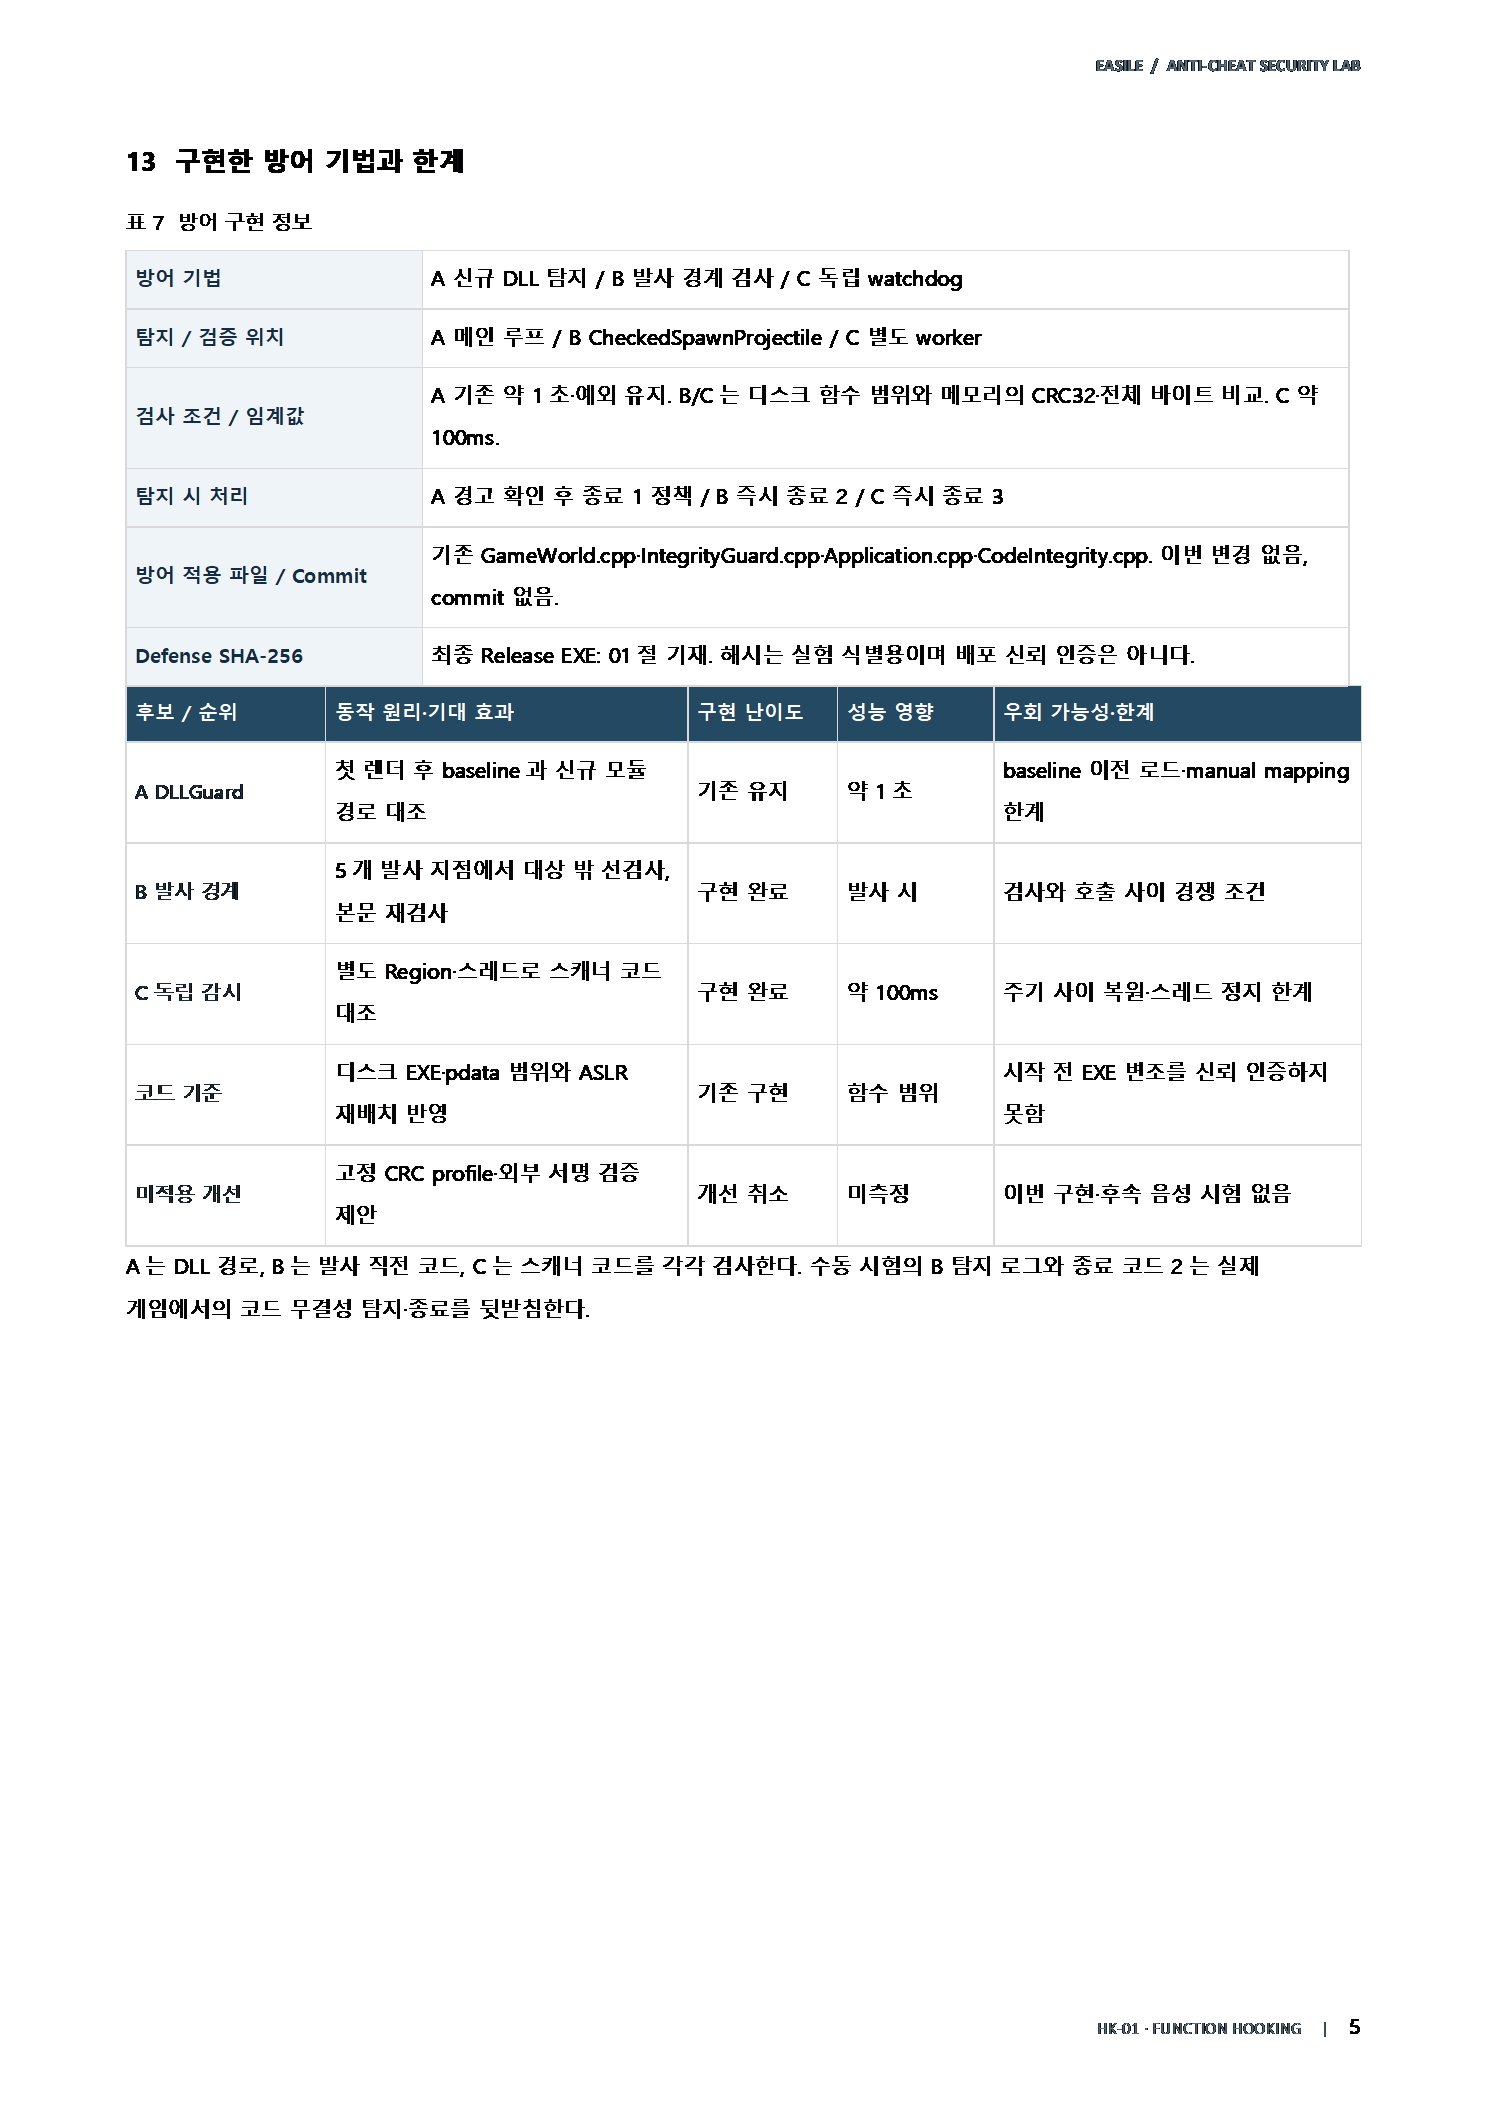 EASILE / ANTI-CHEAT SECURITY LAB
13 구현한 방어 기법과 한계
표 7 방어 구현 정보
방어 기법
A 신규 DLL 탐지 / B 발사 경계 검사 / C 독립 watchdog
탐지 / 검증 위치
A 메인 루프 / B CheckedSpawnProjectile / C 별도 worker
검사 조건 / 임계값
A 기존 약 1 초·예외 유지. B/C 는 디스크 함수 범위와 메모리의 CRC32·전체 바이트 비교. C 약
100ms.
탐지 시 처리
A 경고 확인 후 종료 1 정책 / B 즉시 종료 2 / C 즉시 종료 3
방어 적용 파일 / Commit
기존 GameWorld.cpp·IntegrityGuard.cpp·Application.cpp·CodeIntegrity.cpp. 이번 변경 없음,
commit 없음.
Defense SHA-256
최종 Release EXE: 01 절 기재. 해시는 실험 식별용이며 배포 신뢰 인증은 아니다.
후보 / 순위
동작 원리·기대 효과
구현 난이도
성능 영향
우회 가능성·한계
A DLLGuard
첫 렌더 후 baseline 과 신규 모듈
경로 대조
기존 유지
약 1 초
baseline 이전 로드·manual mapping
한계
B 발사 경계
5 개 발사 지점에서 대상 밖 선검사,
본문 재검사
구현 완료
발사 시
검사와 호출 사이 경쟁 조건
C 독립 감시
별도 Region·스레드로 스캐너 코드
대조
구현 완료
약 100ms
주기 사이 복원·스레드 정지 한계
코드 기준
디스크 EXE·pdata 범위와 ASLR
재배치 반영
기존 구현
함수 범위
시작 전 EXE 변조를 신뢰 인증하지
못함
미적용 개선
고정 CRC profile·외부 서명 검증
제안
개선 취소
미측정
이번 구현·후속 음성 시험 없음
A 는 DLL 경로, B 는 발사 직전 코드, C 는 스캐너 코드를 각각 검사한다. 수동 시험의 B 탐지 로그와 종료 코드 2 는 실제
게임에서의 코드 무결성 탐지·종료를 뒷받침한다.
HK-01 · FUNCTION HOOKING | 5